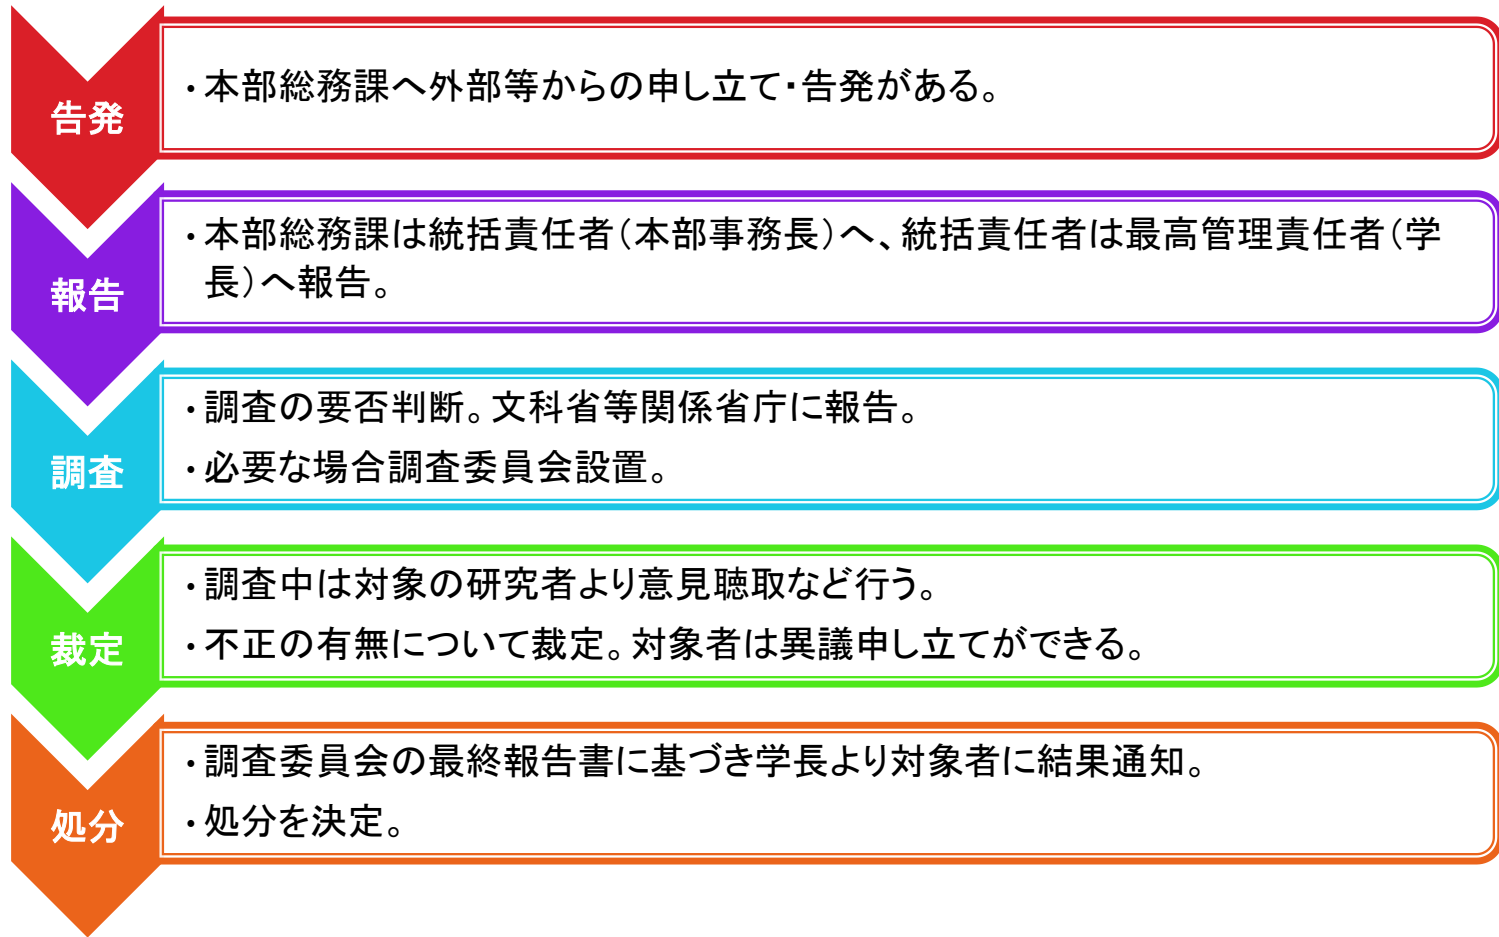 告発
・本部総務課へ外部等からの申し立て・告発がある。
報告
・本部総務課は統括責任者（本部事務長）へ、統括責任者は最高管理責任者（学
長）へ報告。
調査
・調査の要否判断。文科省等関係省庁に報告。
・必要な場合調査委員会設置。
裁定
・調査中は対象の研究者より意見聴取など行う。
・不正の有無について裁定。対象者は異議申し立てができる。
処分
・調査委員会の最終報告書に基づき学長より対象者に結果通知。
・処分を決定。